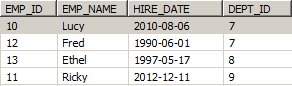 EMP_ID EMP_NAME HIRE_DATE DEPT_ID
10 Lucy 2010-08-06 7
12 Fred 1990-06-01 7
13 Ethel 1997-05-17 8
11 Ricky 2012-12-11 9